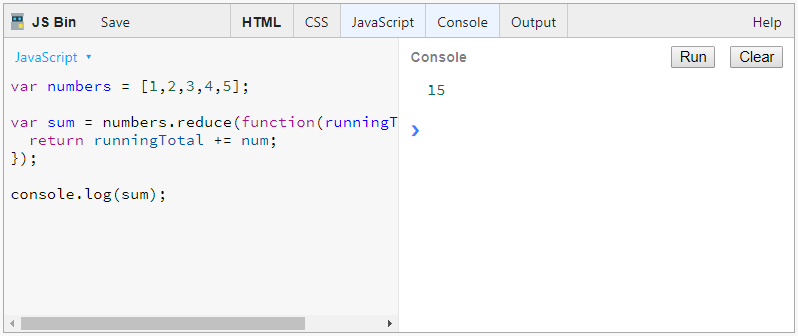 JS Bin Save HTML CSS JavaScript Console Output Help
JavaScript
var numbers = [1,2,3,4,5];
var sum = numbers.reduce(function(runningT
return runningTotal += num;
});
console.log(sum);
Console Run Clear
15